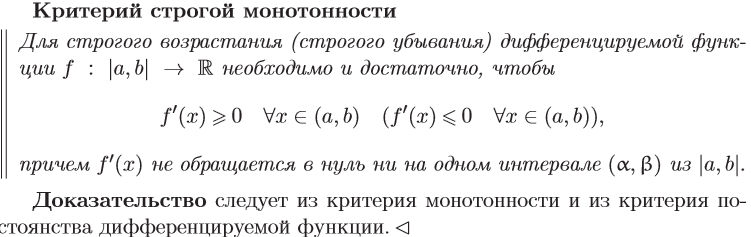 Критерий строгой монотонности
Для строгого возрастания (строгого убывания) дифференцируемой функ-
ции f : |a, b| → ℝ необходимо и достаточно, чтобы
f′(x) ⩾ 0 ∀x ∈ (a, b) (f′(x) ⩽ 0 ∀x ∈ (a, b)),
причем f′(x) не обращается в нуль ни на одном интервале (α, β) из |a, b|.
Доказательство следует из критерия монотонности и из критерия по-
стоянства дифференцируемой функции. ◁